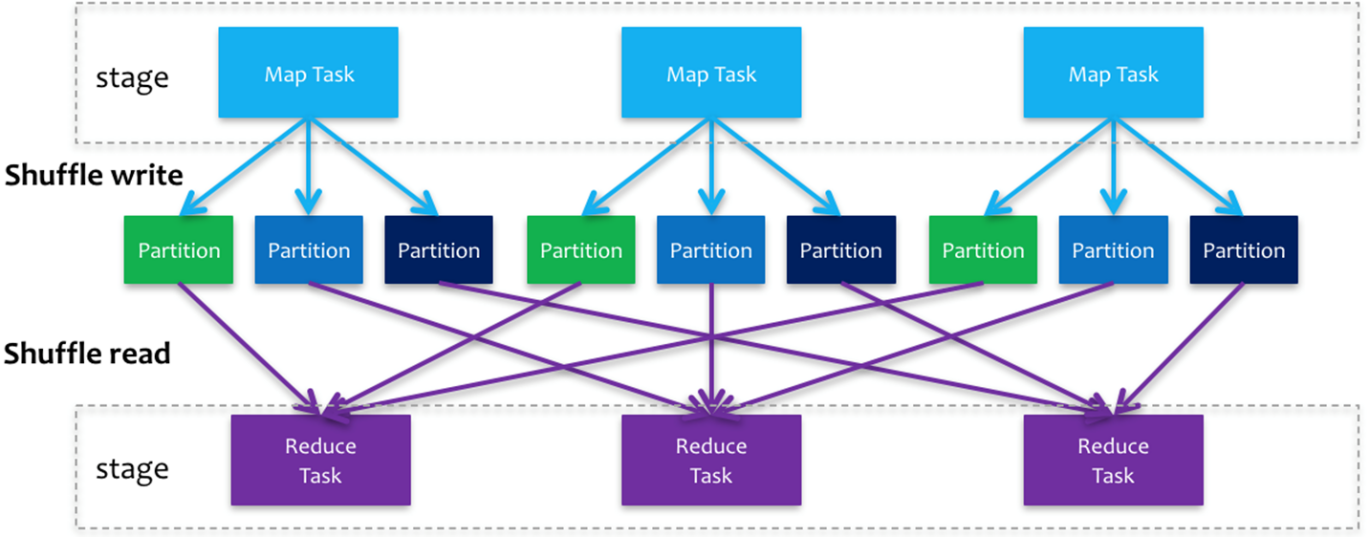 stage
Map Task
Map Task
Map Task
Shuffle write
Partition
Partition
Partition
Partition
Partition
Partition
Partition
Partition
Partition
Shuffle read
stage
Reduce
Task
Reduce
Task
Reduce
Task